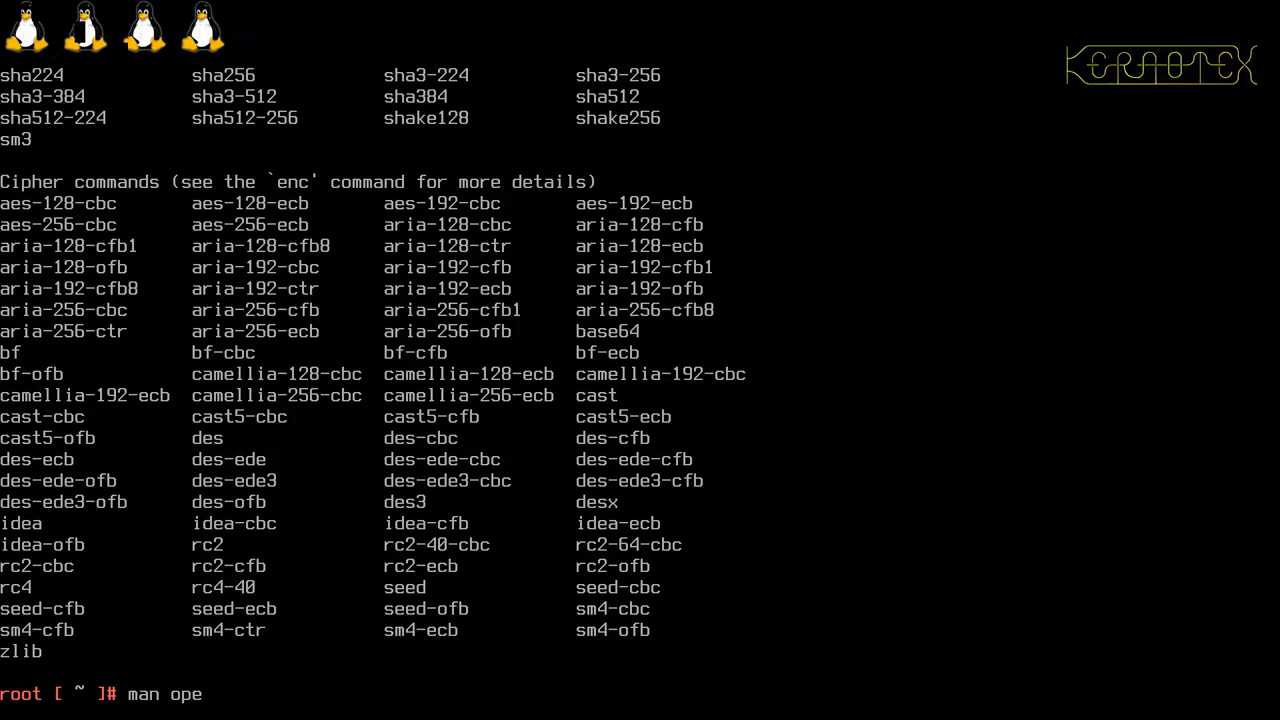 KERNOTEX
sha224 sha256 sha3-224 sha3-256
sha3-384 sha3-512 sha384 sha512
sha512-224 sha512-256 shake128 shake256
sm3
Cipher commands (see the `enc' command for more details)
aes-128-cbc aes-128-ecb aes-192-cbc aes-192-ecb
aes-256-cbc aes-256-ecb aria-128-cbc aria-128-cfb
aria-128-cfb1 aria-128-cfb8 aria-128-ctr aria-128-ecb
aria-128-ofb aria-192-cbc aria-192-cfb aria-192-cfb1
aria-192-cfb8 aria-192-ctr aria-192-ecb aria-192-ofb
aria-256-cbc aria-256-cfb aria-256-cfb1 aria-256-cfb8
aria-256-ctr aria-256-ecb aria-256-ofb base64
bf bf-cbc bf-cfb bf-ecb
bf-ofb camellia-128-cbc camellia-128-ecb camellia-192-cbc
camellia-192-ecb camellia-256-cbc camellia-256-ecb cast
cast-cbc cast5-cbc cast5-cfb cast5-ecb
cast5-ofb des des-cbc des-cfb
des-ecb des-ede des-ede-cbc des-ede-cfb
des-ede-ofb des-ede3 des-ede3-cbc des-ede3-cfb
des-ede3-ofb des-ofb des3 desx
idea idea-cbc idea-cfb idea-ecb
idea-ofb rc2 rc2-40-cbc rc2-64-cbc
rc2-cbc rc2-cfb rc2-ecb rc2-ofb
rc4 rc4-40 seed seed-cbc
seed-cfb seed-ecb seed-ofb sm4-cbc
sm4-cfb sm4-ctr sm4-ecb sm4-ofb
zlib
root [ ~ ]# man ope